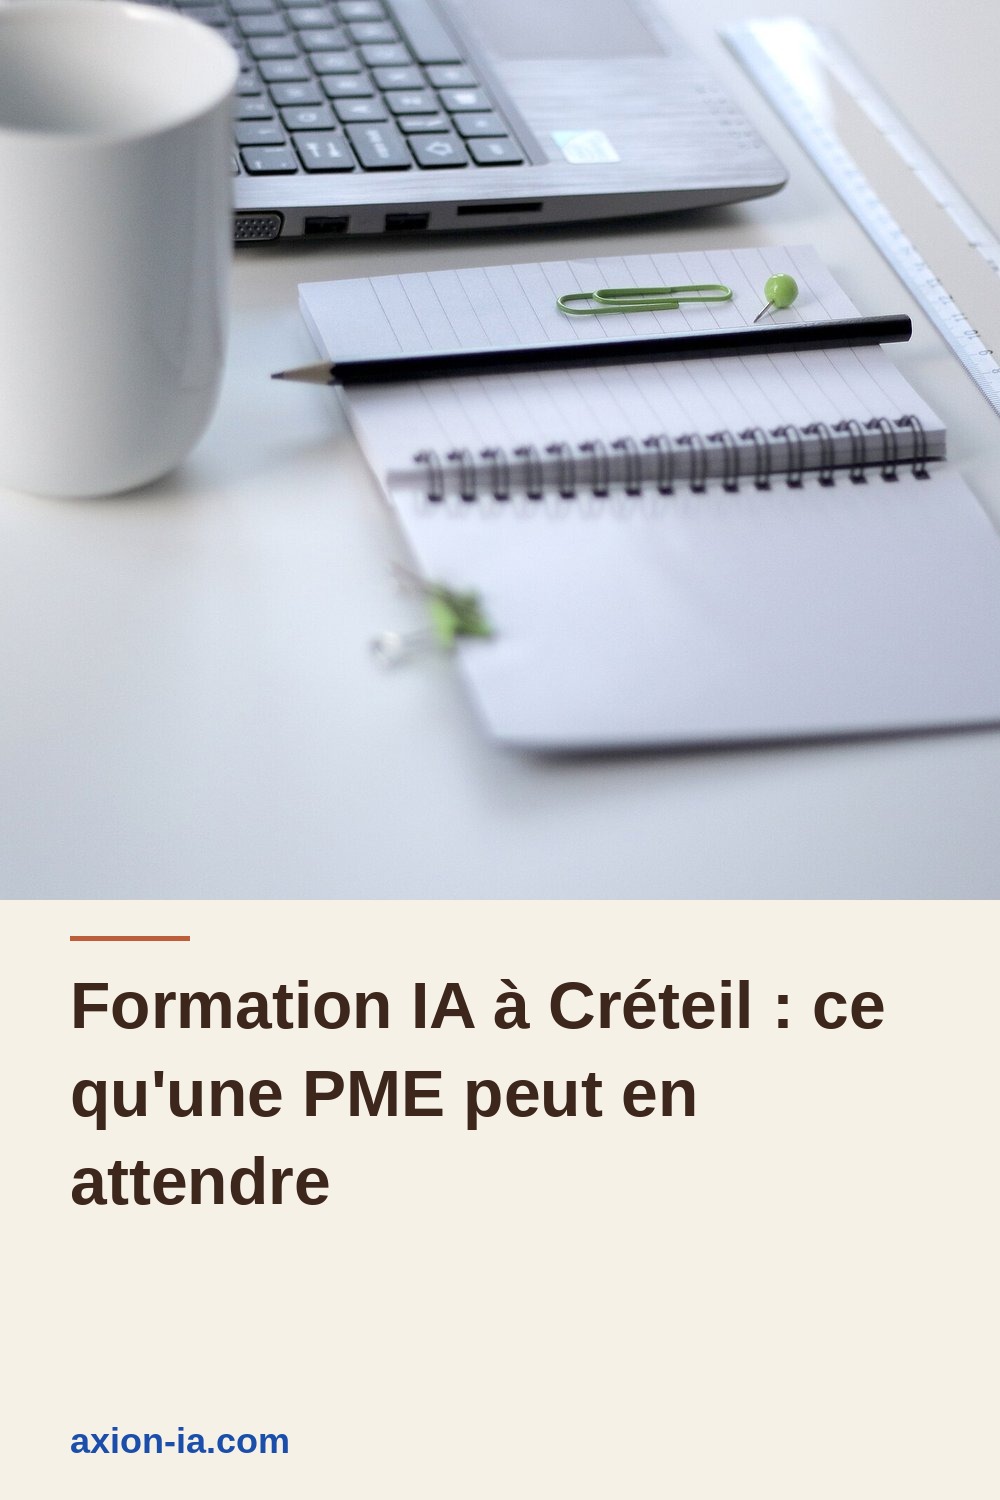 Formation IA à Créteil : ce
qu'une PME peut en
attendre
axion-ia.com